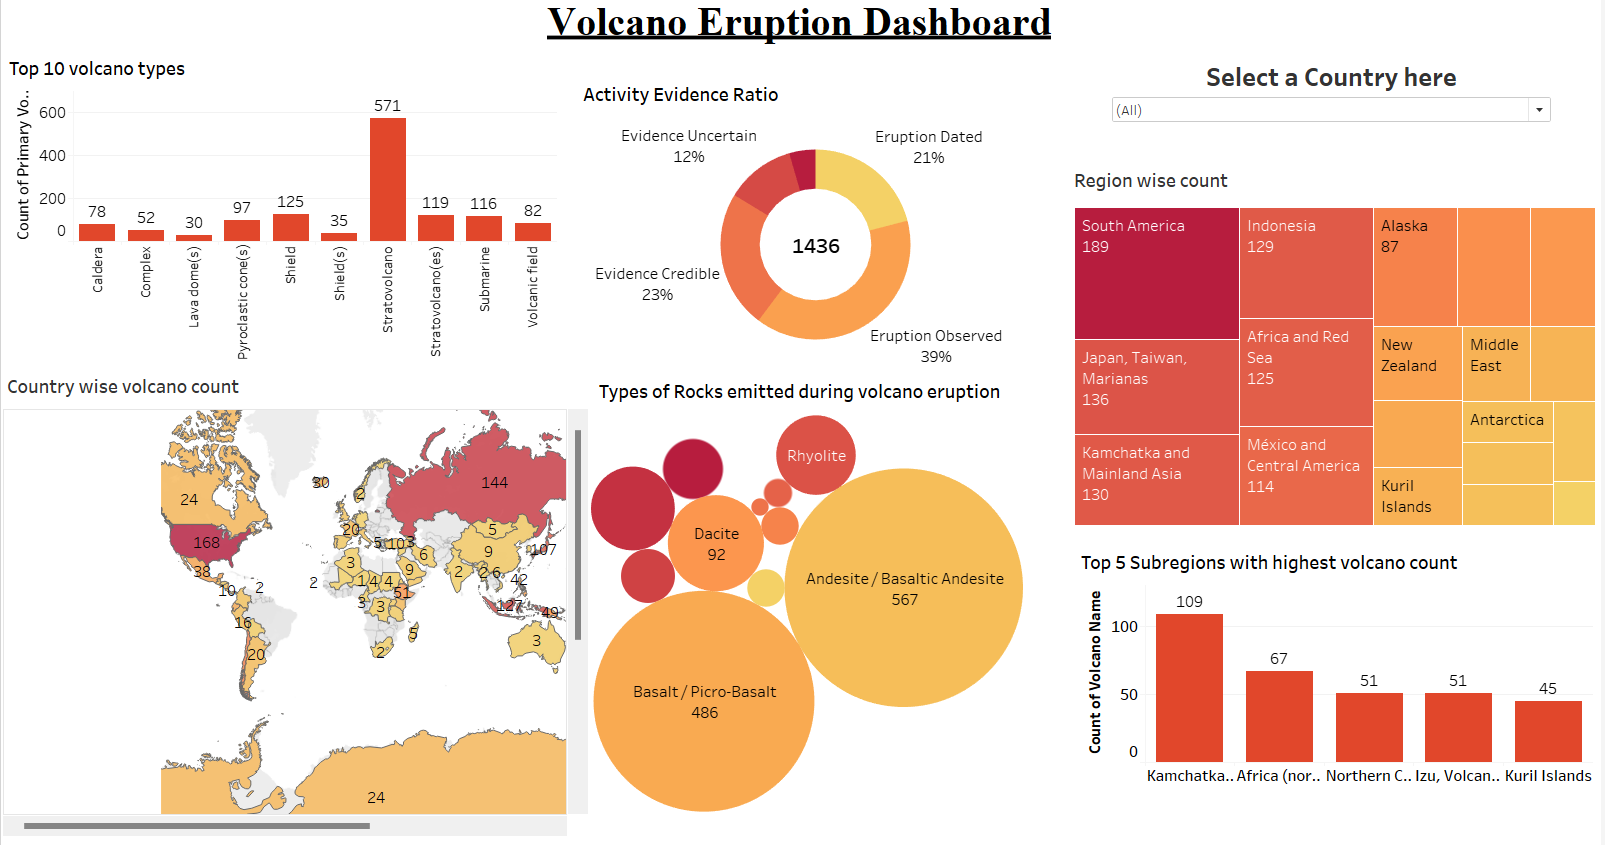 Volcano Eruption Dashboard
Top 10 volcano types
Count of Primary Vo..
600
400
200
0
78
52
30
97
125
35
571
119
116
82
Caldera
Complex
Lava dome(s)
Pyroclastic cone(s)
Shield
Shield(s)
Stratovolcano
Stratovolcano(es)
Submarine
Volcanic field
Activity Evidence Ratio
Evidence Uncertain
12%
Eruption Dated
21%
1436
Evidence Credible
23%
Eruption Observed
39%
Select a Country here
(All)
Region wise count
South America
189
Japan, Taiwan,
Marianas
136
Kamchatka and
Mainland Asia
130
Indonesia
129
Africa and Red
Sea
125
México and
Central America
114
Alaska
87
New
Zealand
Middle
East
Antarctica
Kuril
Islands
Country wise volcano count
30
144
24
2
168
20
5
5
10
3
107
38
3
6
9
2
10
2
1
4
4
9
2
2
6
42
51
3
3
127
49
16
5
20
2
3
24
Types of Rocks emitted during volcano eruption
Rhyolite
Dacite
92
Andesite / Basaltic Andesite
567
Basalt / Picro-Basalt
486
Top 5 Subregions with highest volcano count
Count of Volcano Name
100
50
0
109
67
51
51
45
Kamchatka..
Africa (nor..
Northern C..
Izu, Volcan..
Kuril Islands